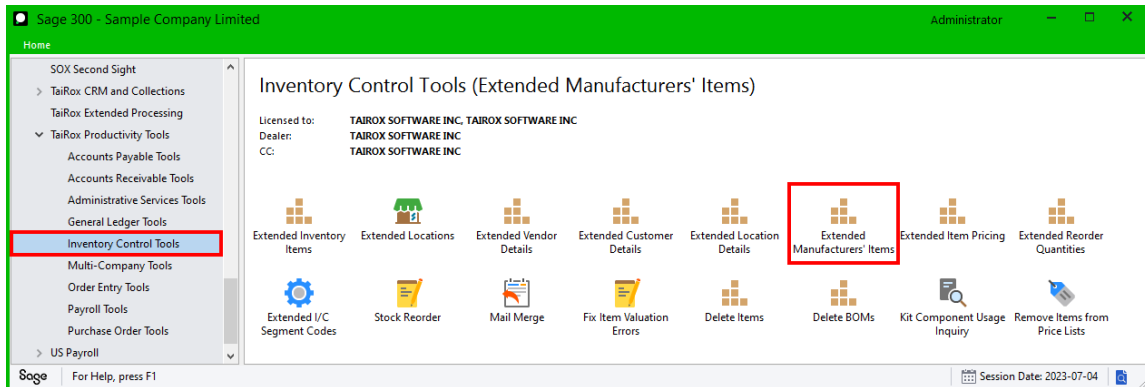 Sage 300 - Sample Company Limited
Administrator
Home
SOX Second Sight
TaiRox CRM and Collections
TaiRox Extended Processing
TaiRox Productivity Tools
Accounts Payable Tools
Accounts Receivable Tools
Administrative Services Tools
General Ledger Tools
Inventory Control Tools
Multi-Company Tools
Order Entry Tools
Payroll Tools
Purchase Order Tools
US Payroll
Inventory Control Tools (Extended Manufacturers' Items)
Licensed to: TAIROX SOFTWARE INC, TAIROX SOFTWARE INC
Dealer: TAIROX SOFTWARE INC
CC: TAIROX SOFTWARE INC
Extended Inventory
Items
Extended Locations
Extended Vendor
Details
Extended Customer
Details
Extended Location
Details
Extended
Manufacturers' Items
Extended Item Pricing
Extended Reorder
Quantities
Extended I/C
Segment Codes
Stock Reorder
Mail Merge
Fix Item Valuation
Errors
Delete Items
Delete BOMs
Kit Component Usage
Inquiry
Remove Items from
Price Lists
Sage For Help, press F1
Session Date: 2023-07-04